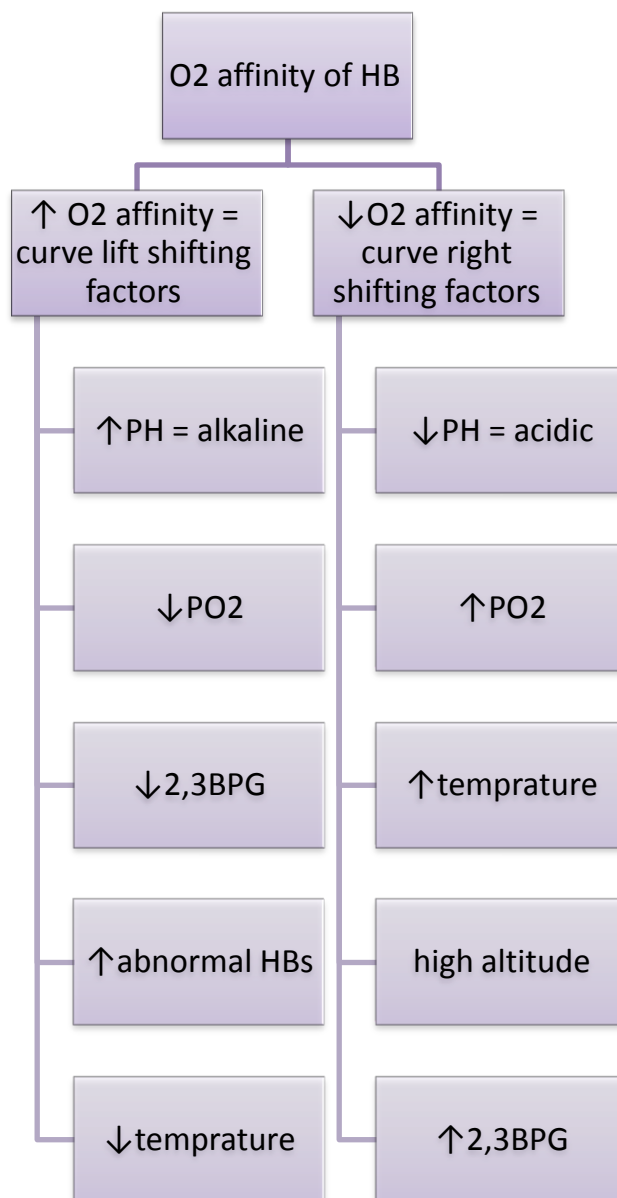 O2 affinity of HB
↑ O2 affinity =
curve lift shifting
factors
↑PH = alkaline
↓PO2
↓2,3BPG
↑abnormal HBs
↓temprature
↓O2 affinity =
curve right
shifting factors
↓PH = acidic
↑PO2
↑temprature
high altitude
↑2,3BPG